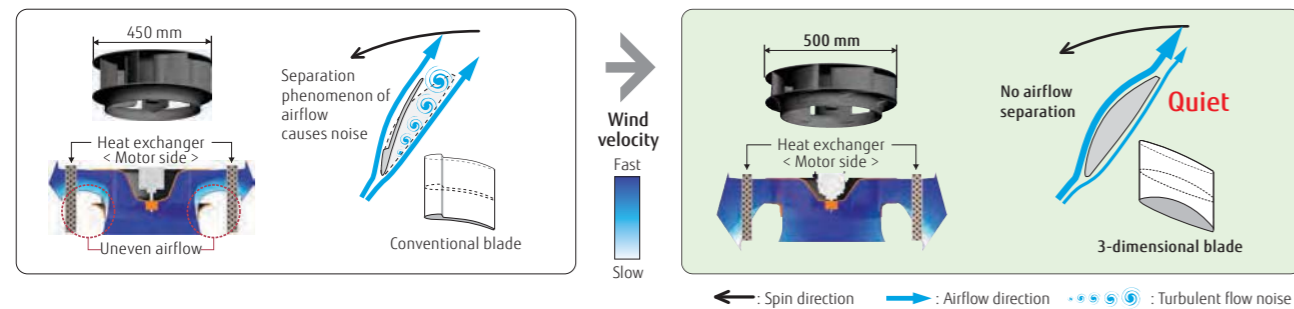 450 mm
Separation
phenomenon of
airflow
causes noise
Heat exchanger
< Motor side >
Uneven airflow
Conventional blade
Wind
velocity
Fast
Slow
500 mm
No airflow
separation
Quiet
Heat exchanger
< Motor side >
3-dimensional blade
: Spin direction
: Airflow direction
: Turbulent flow noise